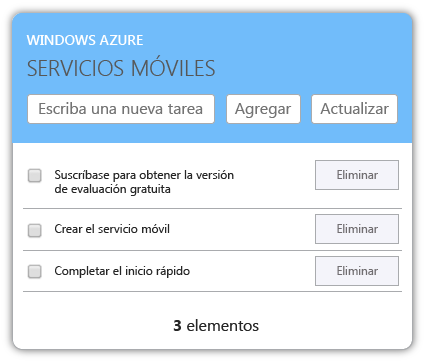 WINDOWS AZURE
SERVICIOS MÓVILES
Escriba una nueva tarea Agregar Actualizar
Suscríbase para obtener la versión
de evaluación gratuita
Eliminar
Crear el servicio móvil Eliminar
Completar el inicio rápido Eliminar
3 elementos